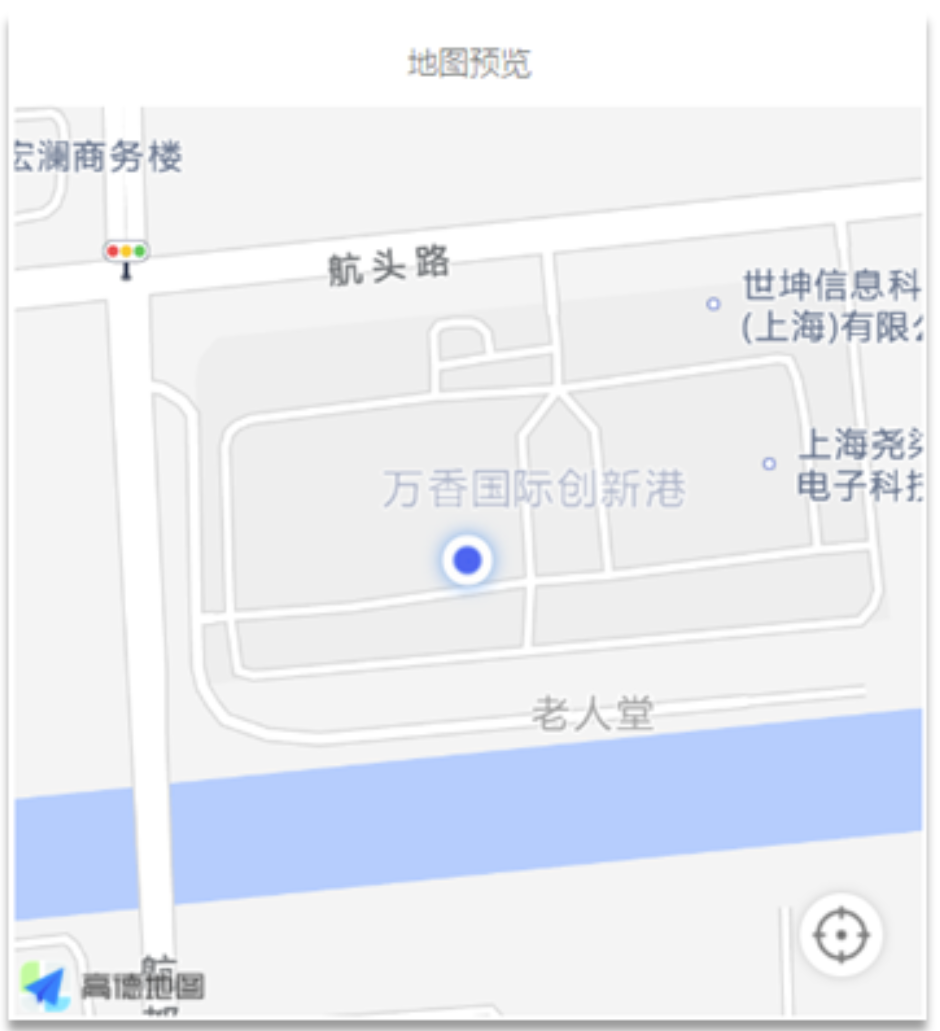 地图预览
宏澜商务楼
航头路
世坤信息科
(上海)有限
上海尧
电子科技
万香国际创新港
老人堂
航
高德地图